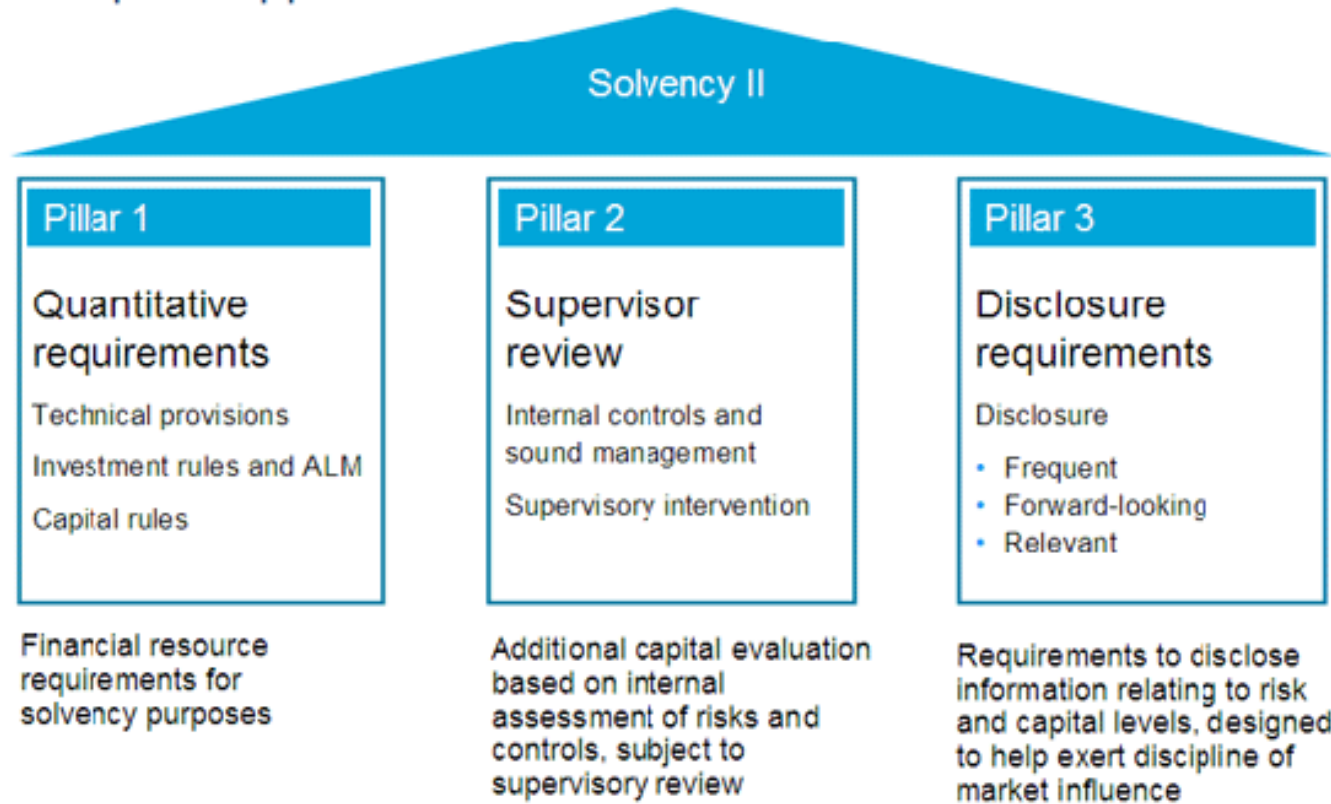 Solvency II
Pillar 1
Quantitative
requirements
Technical provisions
Investment rules and ALM
Capital rules
Financial resource
requirements for
solvency purposes
Pillar 2
Supervisor
review
Internal controls and
sound management
Supervisory intervention
Additional capital evaluation
based on internal
assessment of risks and
controls, subject to
supervisory review
Pillar 3
Disclosure
requirements
Disclosure
• Frequent
• Forward-looking
• Relevant
Requirements to disclose
information relating to risk
and capital levels, designed
to help exert discipline of
market influence